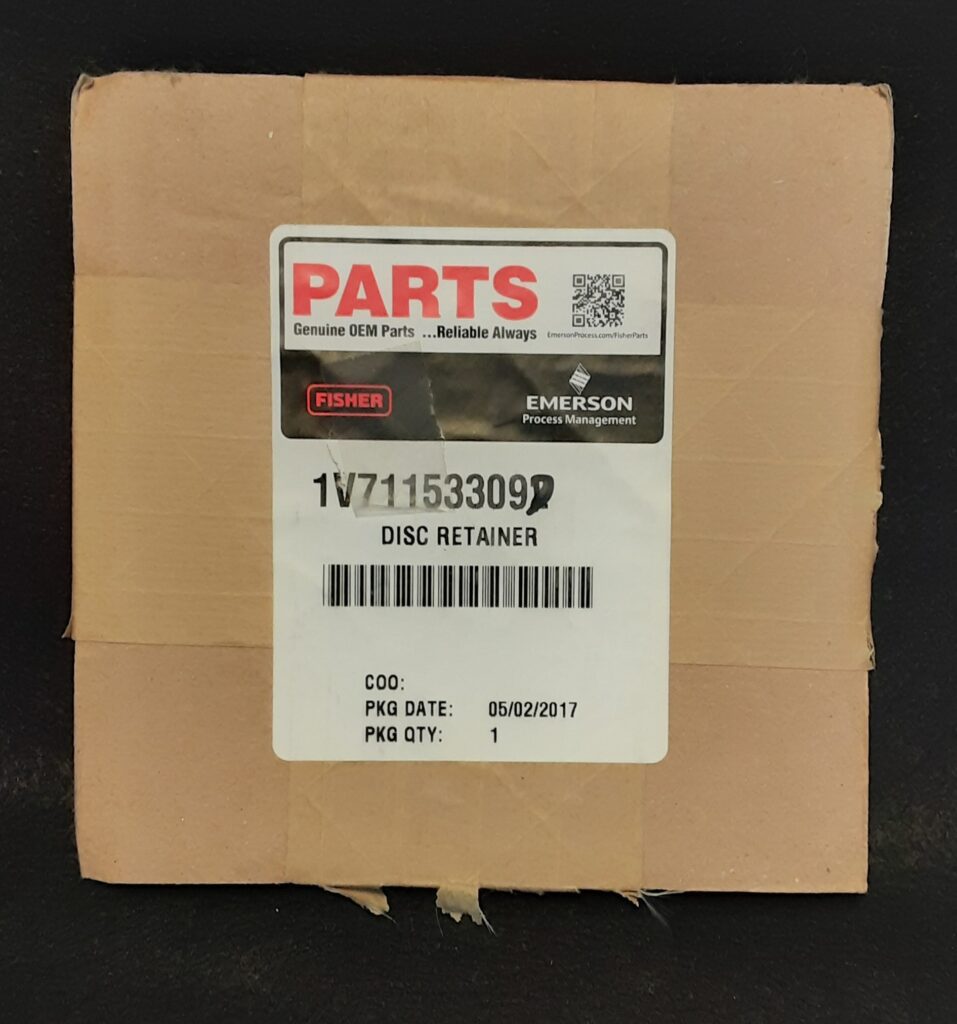 PARTS
Genuine OEM Parts ...Reliable Always
EmersonProcess.com/FisherParts
FISHER
EMERSON
Process Management
DISC RETAINER
COO:
PKG DATE: 05/02/2017
PKG QTY: 1